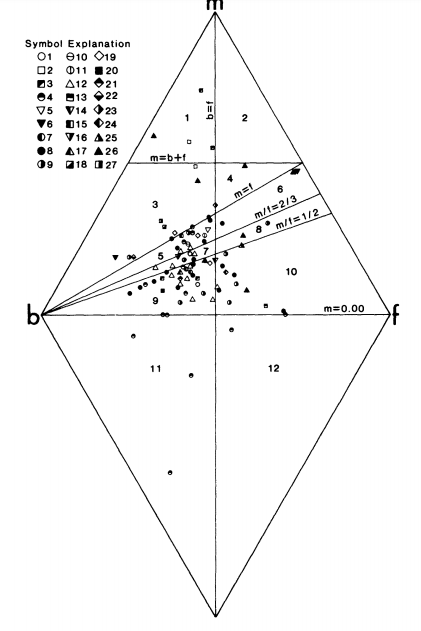 m
Symbol Explanation
1 10 19
2 11 20
3 12 21
4 13 22
5 14 23
6 15 24
7 16 25
8 17 26
9 18 27
b=f
1 2
m=b+f
4
m=f
6
3
m/f=2/3
8
m/f=1/2
7
5
10
9
m=0.00
b f
11 12